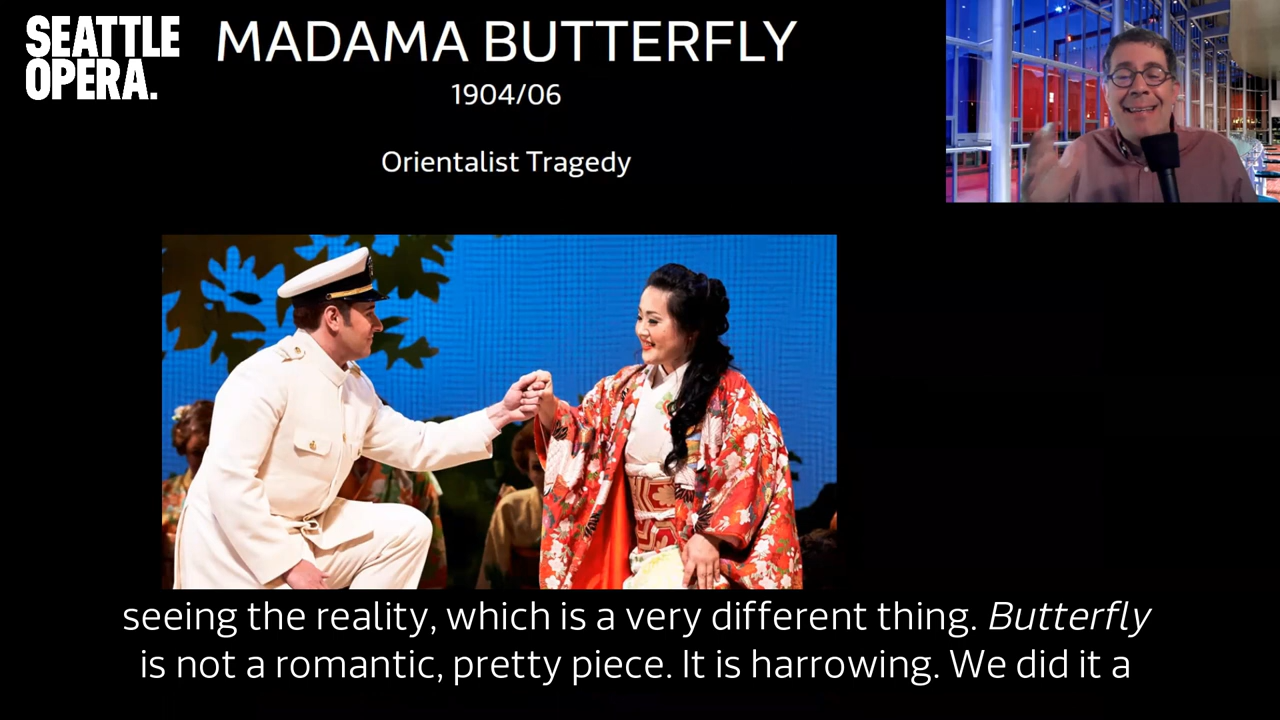 SEATTLE
OPERA.
MADAMA BUTTERFLY
1904/06
Orientalist Tragedy
seeing the reality, which is a very different thing. Butterfly
is not a romantic, pretty piece. It is harrowing. We did it a